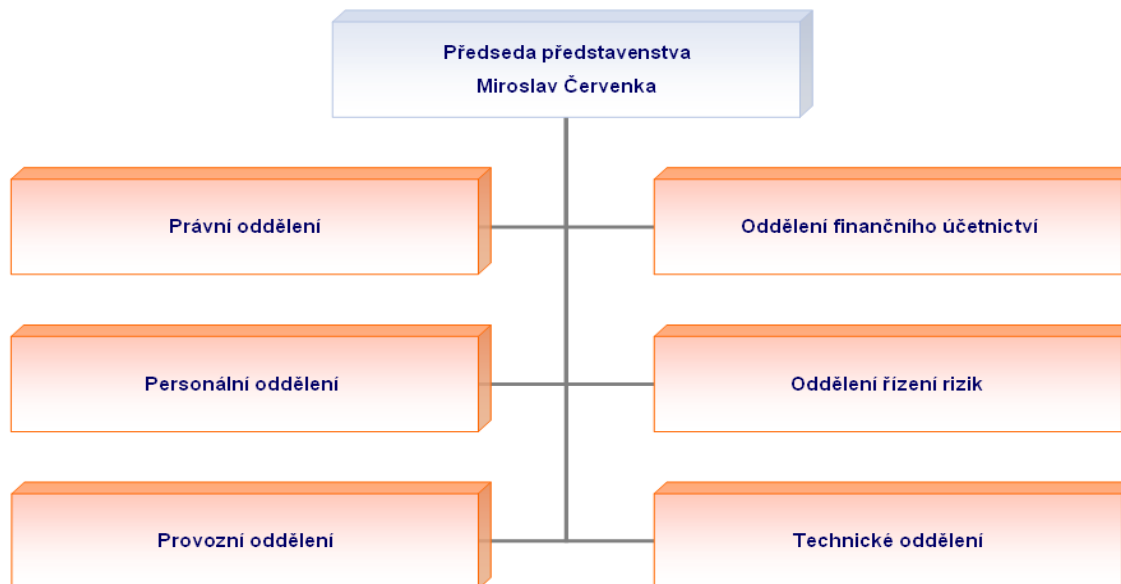 Předseda představenstva
Miroslav Červenka
Právní oddělení
Oddělení finančního účetnictví
Personální oddělení
Oddělení řízení rizik
Provozní oddělení
Technické oddělení